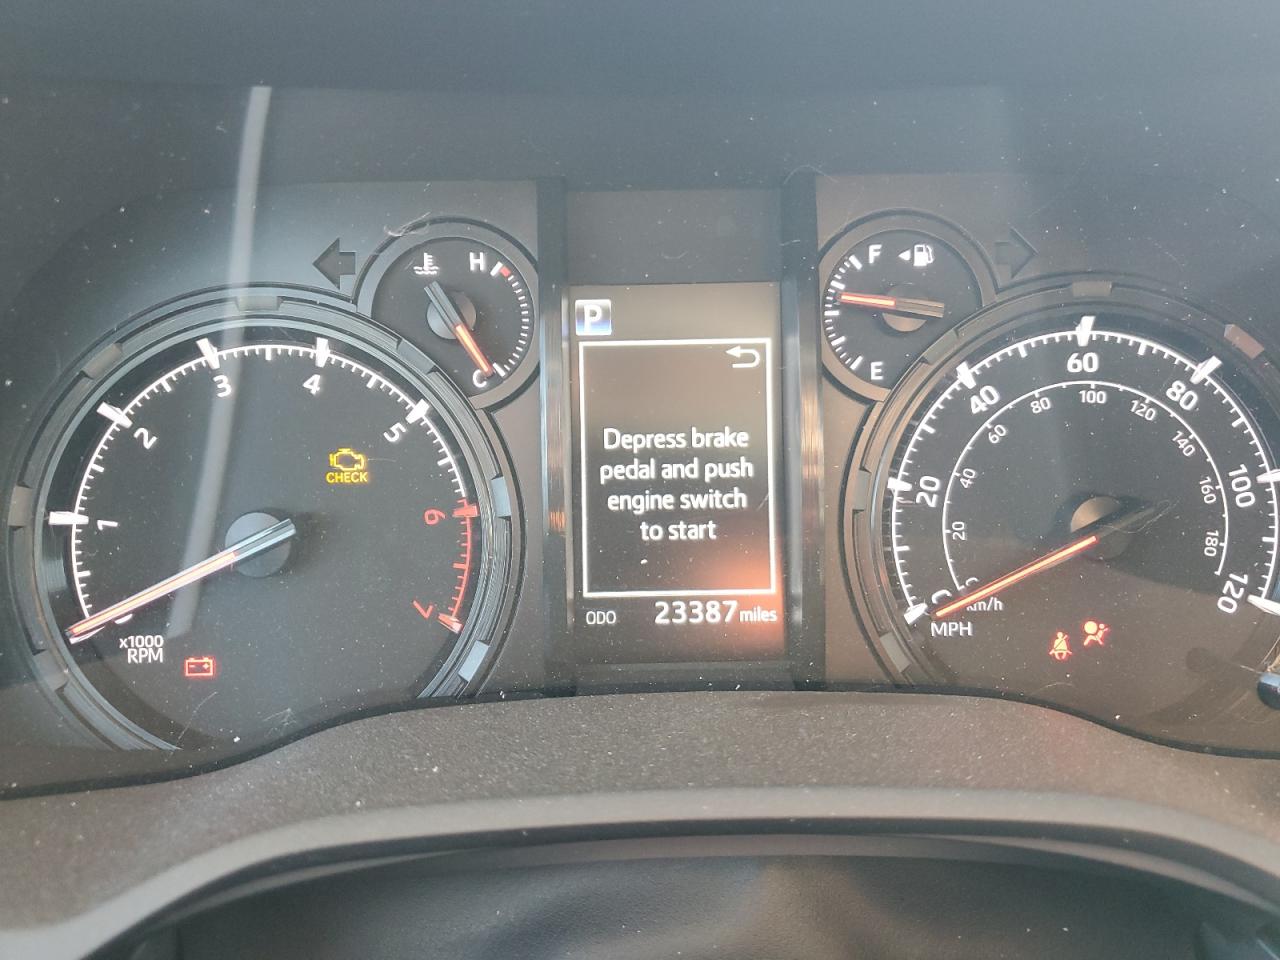 H
C
F
E
P
Depress brake
pedal and push
engine switch
to start
ODO 23387 miles
1
2
3
4
5
6
7
x1000
RPM
CHECK
20
40
60
80
100
120
20
40
60
80
100
120
140
160
180
km/h
MPH